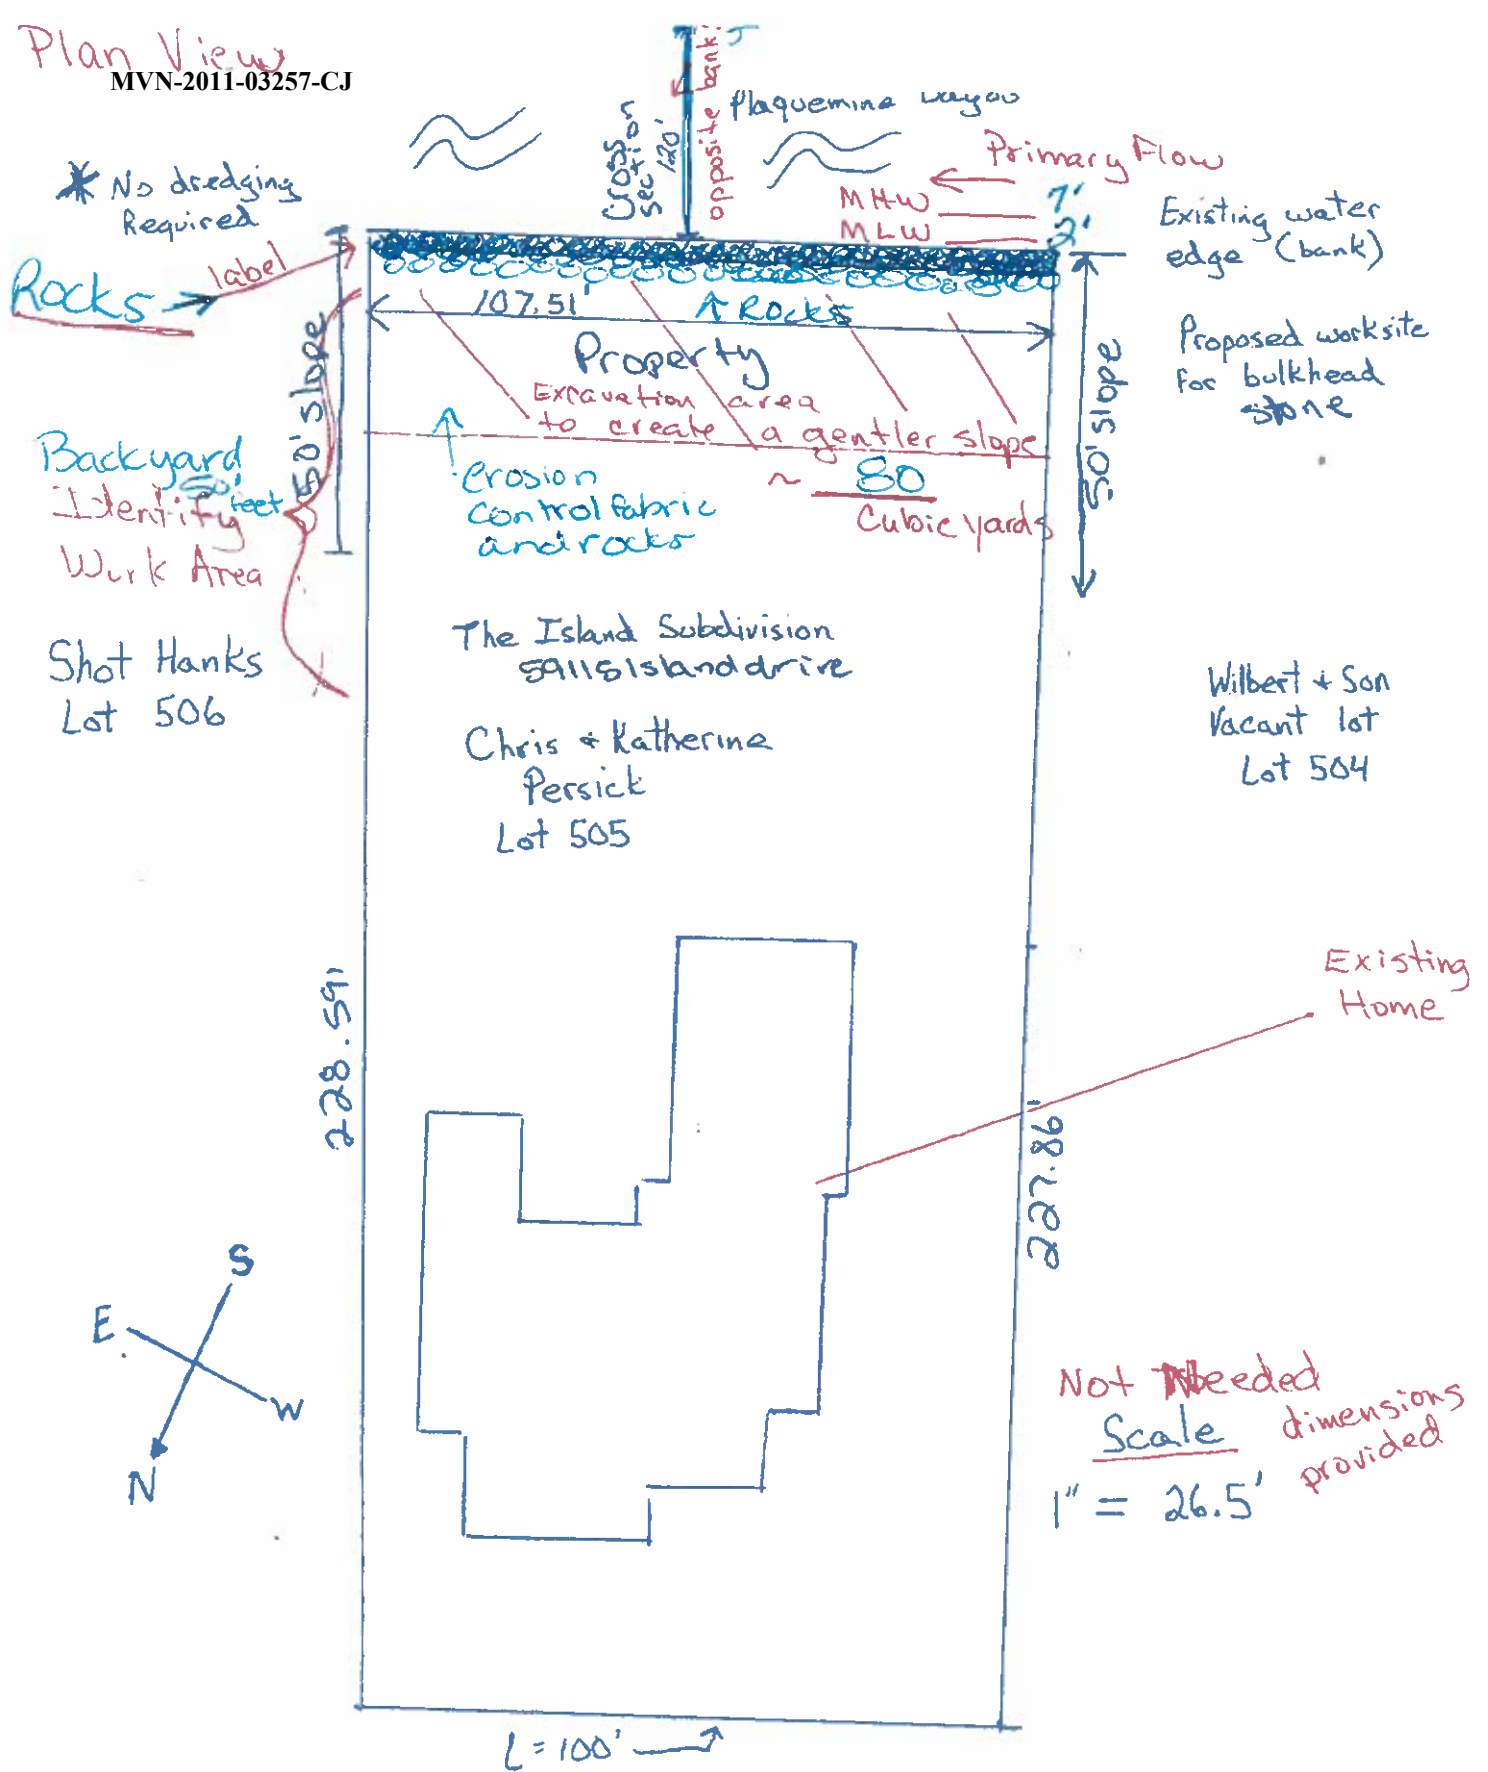 Plan View
MVN-2011-03257-CJ
* No dredging
Required
Rocks
label
Cross
section
120'
opposite bank
Plaquemine
Primary Flow
MHW
7'
MLW
2'
Existing water
edge (bank)
107.51'
Rocks
Property
Excavation area
to create a gentler slope
~ 80
Cubic yards
erosion
control fabric
and rocks
50' slope
50' slope
Proposed worksite
for bulkhead
stone
Backyard
50'
feet
Identify
Work Area
Shot Hanks
Lot 506
The Island Subdivision
59115 Island drive
Chris & Katherine
Persick
Lot 505
Wilbert & Son
Vacant lot
Lot 504
228.59'
227.86'
Existing
Home
S
E
W
N
Not Needed
Scale
dimensions
provided
1" = 26.5'
L = 100'